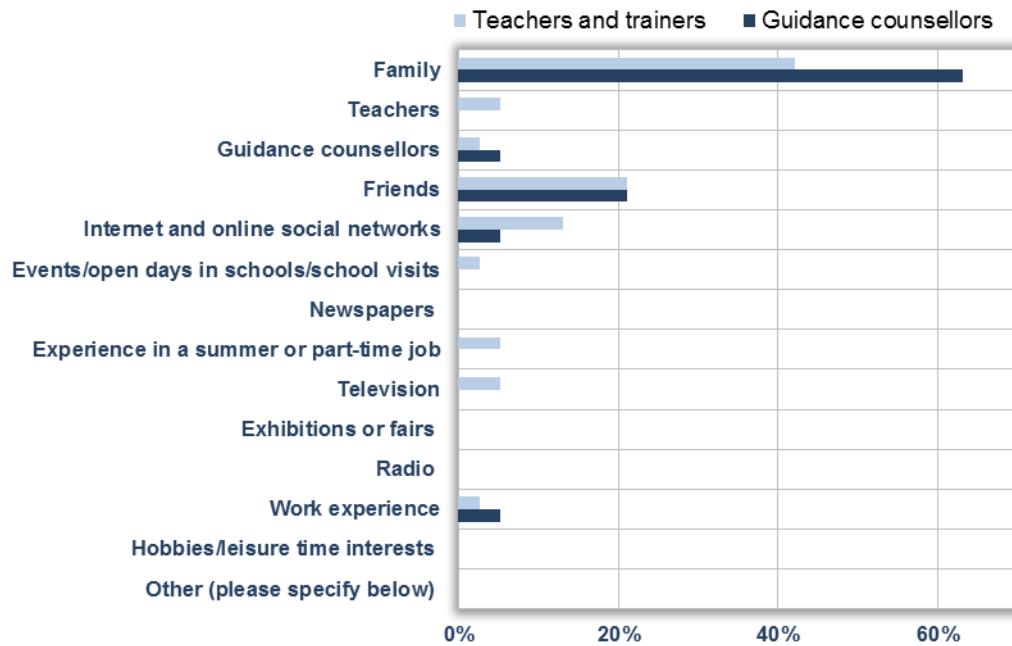 Teachers and trainers Guidance counsellors
Family
Teachers
Guidance counsellors
Friends
Internet and online social networks
Events/open days in schools/school visits
Newspapers
Experience in a summer or part-time job
Television
Exhibitions or fairs
Radio
Work experience
Hobbies/leisure time interests
Other (please specify below)
0% 20% 40% 60%